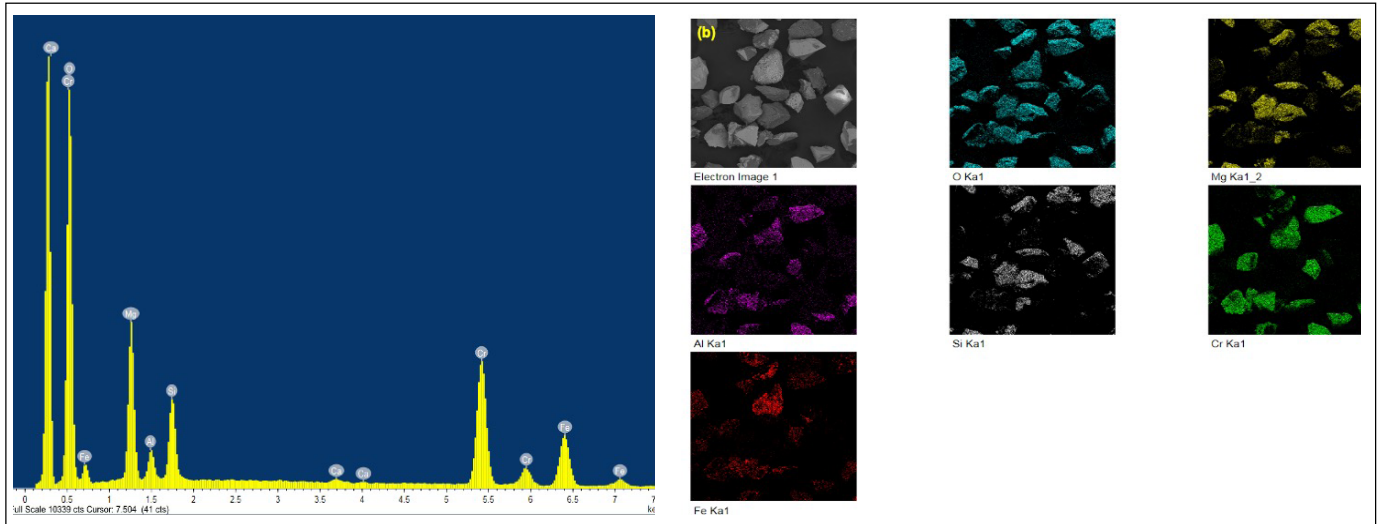 Ca
O
Cr
Mg
Fe
Al
Si
Ca
Ca
Cr
Cr
Fe
Fe
0 0.5 1 1.5 2 2.5 3 3.5 4 4.5 5 5.5 6 6.5 7
ull Scale 10339 cts Cursor: 7.504 (41 cts)
ke
(b)
Electron Image 1
O Ka1
Mg Ka1_2
Al Ka1
Si Ka1
Cr Ka1
Fe Ka1